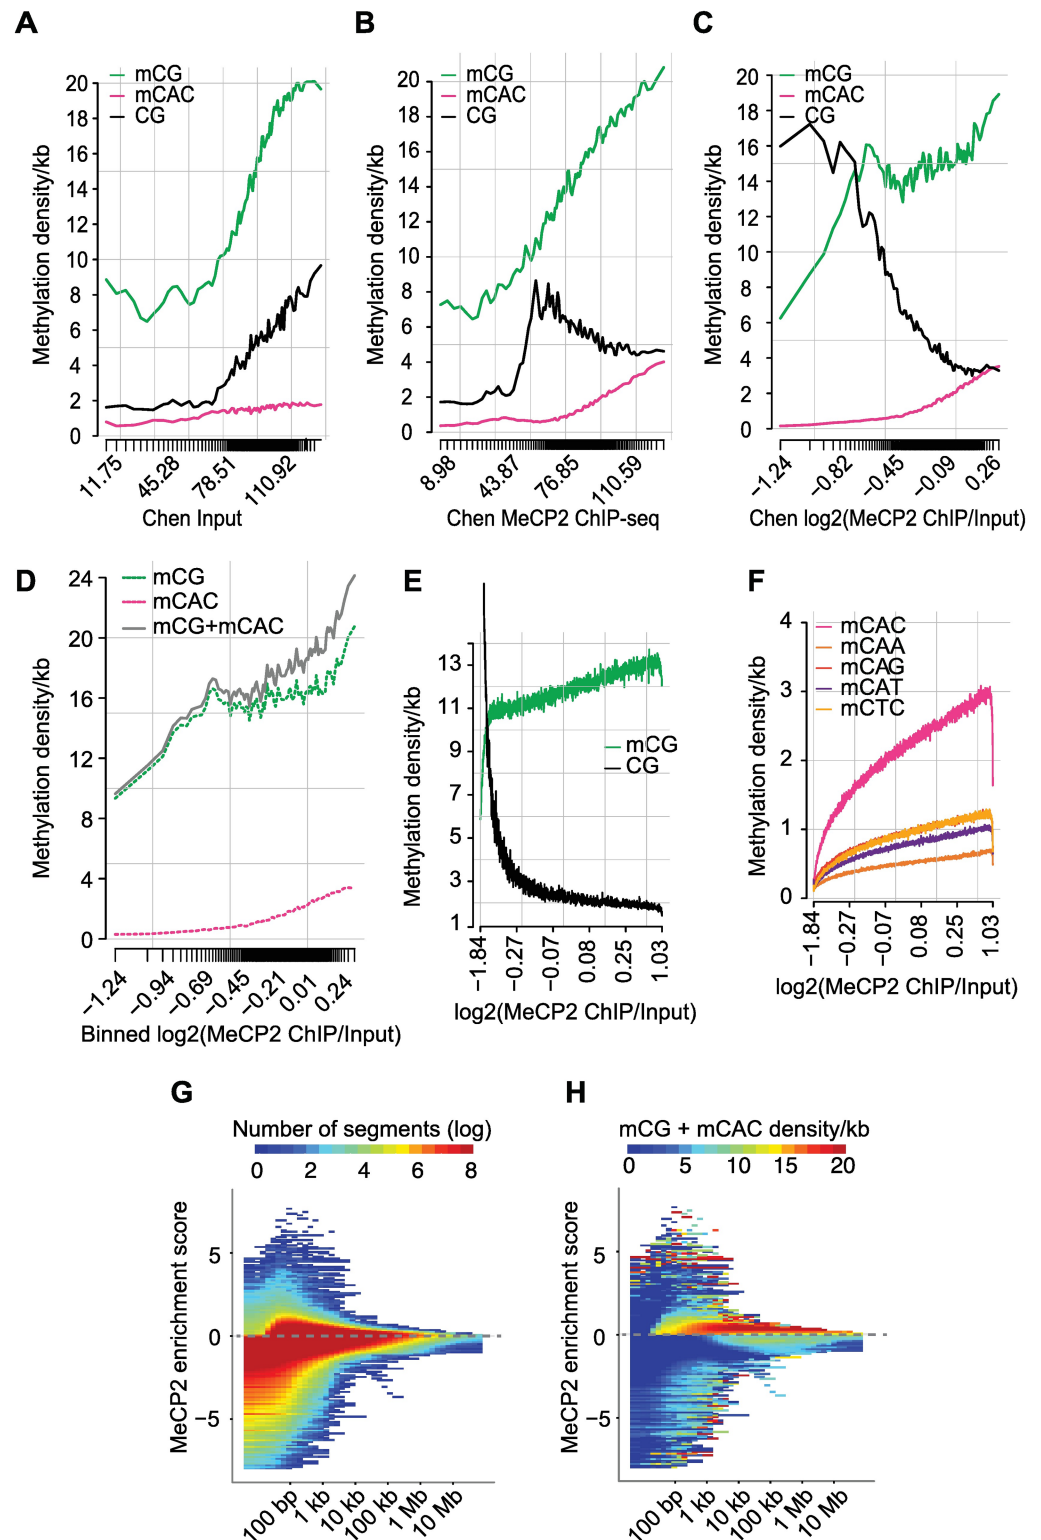 A
B
C
mCG
mCAC
CG
20
18
16
14
12
10
8
6
4
2
0
Methylation density/kb
11.75
45.28
78.51
110.92
Chen Input
mCG
mCAC
CG
20
18
16
14
12
10
8
6
4
2
0
Methylation density/kb
8.98
43.87
76.85
110.59
Chen MeCP2 ChIP-seq
mCG
mCAC
CG
20
18
16
14
12
10
8
6
4
2
0
Methylation density/kb
−1.24
−0.82
−0.45
−0.09
0.26
Chen log2(MeCP2 ChIP/Input)
D
E
F
mCG
mCAC
mCG+mCAC
24
20
16
12
8
4
0
Methylation density/kb
−1.24
−0.94
−0.69
−0.45
−0.21
0.01
0.24
Binned log2(MeCP2 ChIP/Input)
mCG
CG
13
11
9
7
5
3
1
Methylation density/kb
−1.84
−0.27
−0.07
0.08
0.25
1.03
log2(MeCP2 ChIP/Input)
mCAC
mCAA
mCAG
mCAT
mCTC
4
3
2
1
0
Methylation density/kb
−1.84
−0.27
−0.07
0.08
0.25
1.03
log2(MeCP2 ChIP/Input)
G
H
Number of segments (log)
0 2 4 6 8
MeCP2 enrichment score
5
0
−5
100 bp
1 kb
10 kb
100 kb
1 Mb
10 Mb
mCG + mCAC density/kb
0 5 10 15 20
MeCP2 enrichment score
5
0
−5
100 bp
1 kb
10 kb
100 kb
1 Mb
10 Mb